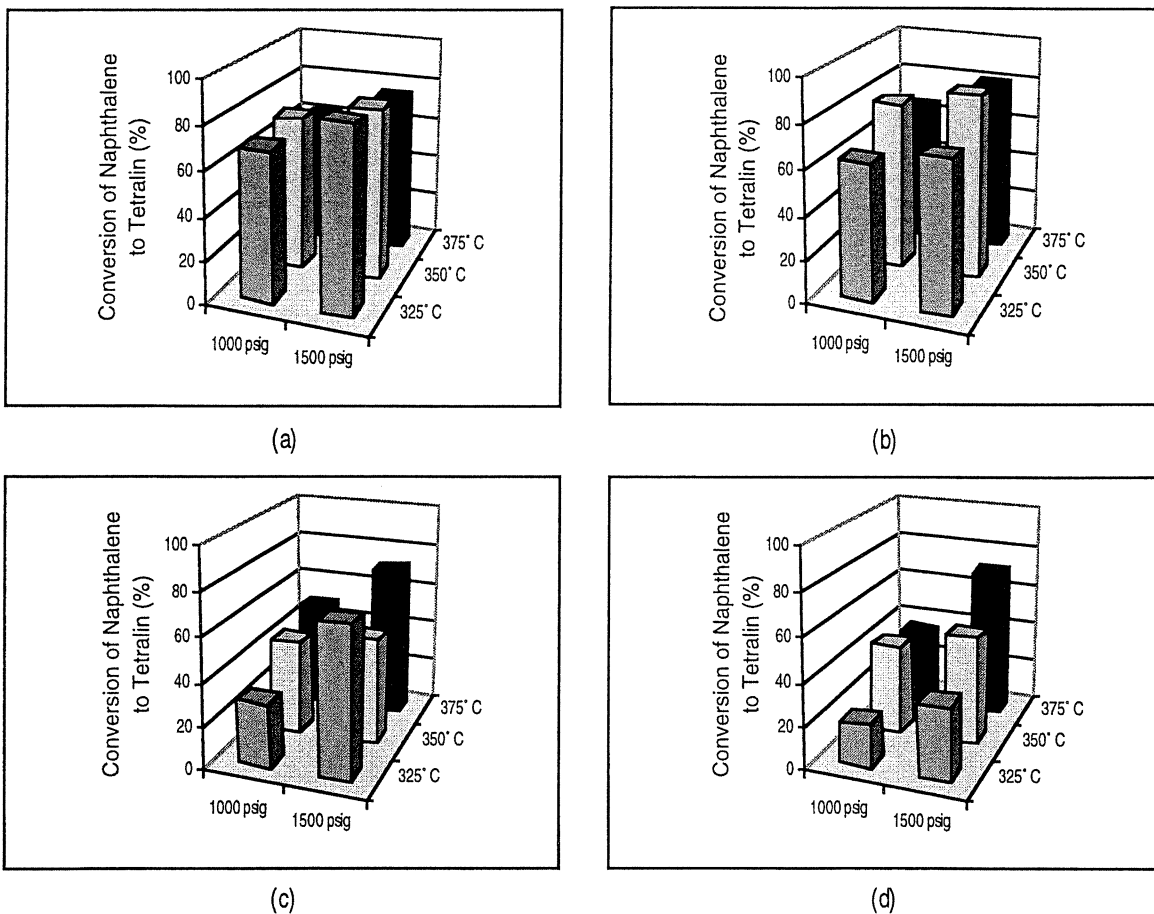 Conversion of Naphthalene
to Tetralin (%)
100
80
60
40
20
0
1000 psig
1500 psig
325˚ C
350˚ C
375˚ C
(a)
Conversion of Naphthalene
to Tetralin (%)
100
80
60
40
20
0
1000 psig
1500 psig
325˚ C
350˚ C
375˚ C
(b)
Conversion of Naphthalene
to Tetralin (%)
100
80
60
40
20
0
1000 psig
1500 psig
325˚ C
350˚ C
375˚ C
(c)
Conversion of Naphthalene
to Tetralin (%)
100
80
60
40
20
0
1000 psig
1500 psig
325˚ C
350˚ C
375˚ C
(d)